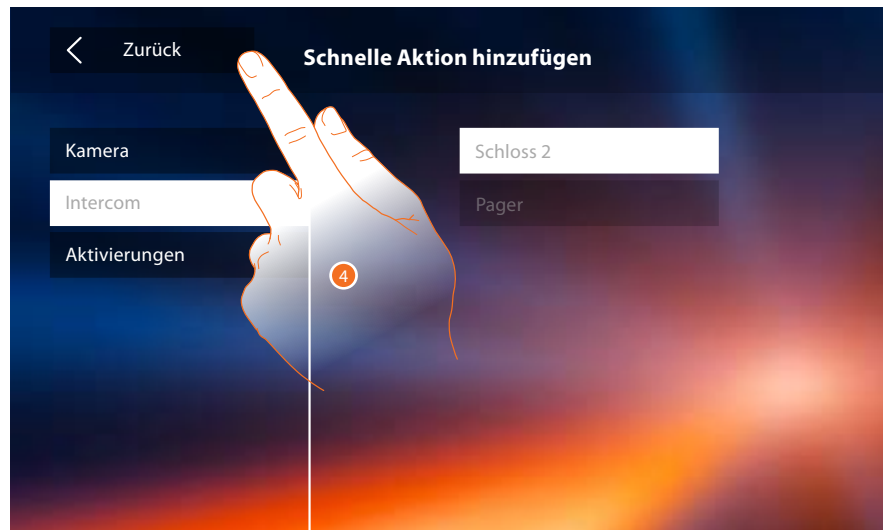 Zurück
Schnelle Aktion hinzufügen
Kamera
Schloss 2
Intercom
Pager
Aktivierungen
4